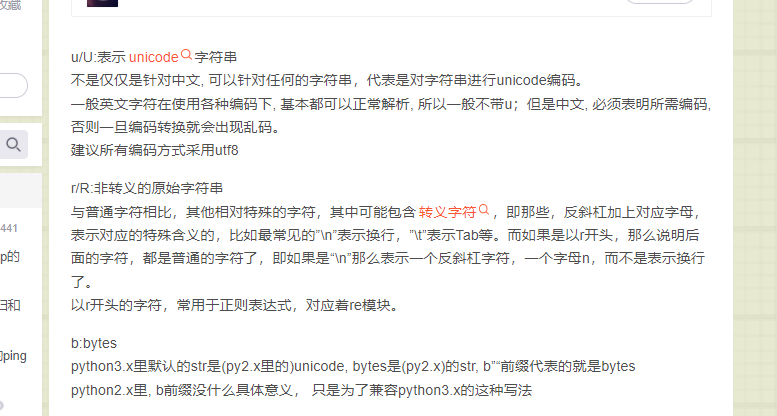 收藏
441
p的
归和
ping
u/U:表示 unicode 字符串
不是仅仅是针对中文, 可以针对任何的字符串，代表是对字符串进行unicode编码。
一般英文字符在使用各种编码下, 基本都可以正常解析, 所以一般不带u；但是中文, 必须表明所需编码,
否则一旦编码转换就会出现乱码。
建议所有编码方式采用utf8
r/R:非转义的原始字符串
与普通字符相比，其他相对特殊的字符，其中可能包含 转义字符 ，即那些，反斜杠加上对应字母，
表示对应的特殊含义的，比如最常见的”\n”表示换行，”\t”表示Tab等。而如果是以r开头，那么说明后
面的字符，都是普通的字符了，即如果是“\n”那么表示一个反斜杠字符，一个字母n，而不是表示换行
了。
以r开头的字符，常用于正则表达式，对应着re模块。
b:bytes
python3.x里默认的str是(py2.x里的)unicode, bytes是(py2.x)的str, b”“前缀代表的就是bytes
python2.x里, b前缀没什么具体意义， 只是为了兼容python3.x的这种写法